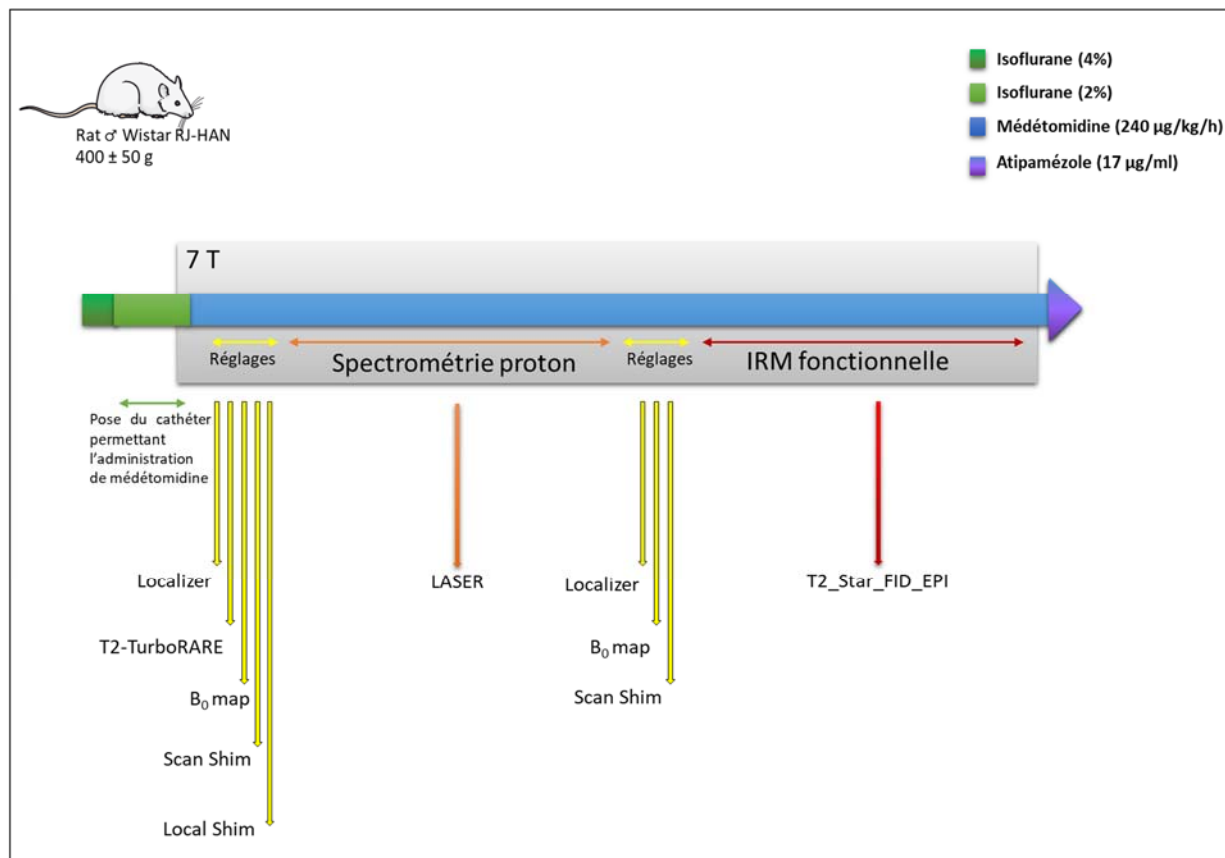 Isoflurane (4%)
Isoflurane (2%)
Médétomidine (240 µg/kg/h)
Atipamézole (17 µg/ml)
Rat ♂ Wistar RJ-HAN
400 ± 50 g
7 T
Réglages
Spectrométrie proton
Réglages
IRM fonctionnelle
Pose du cathéter
permettant
l'administration
de médétomidine
Localizer
LASER
Localizer
T2_Star_FID_EPI
T2-TurboRARE
B₀ map
B₀ map
Scan Shim
Scan Shim
Local Shim